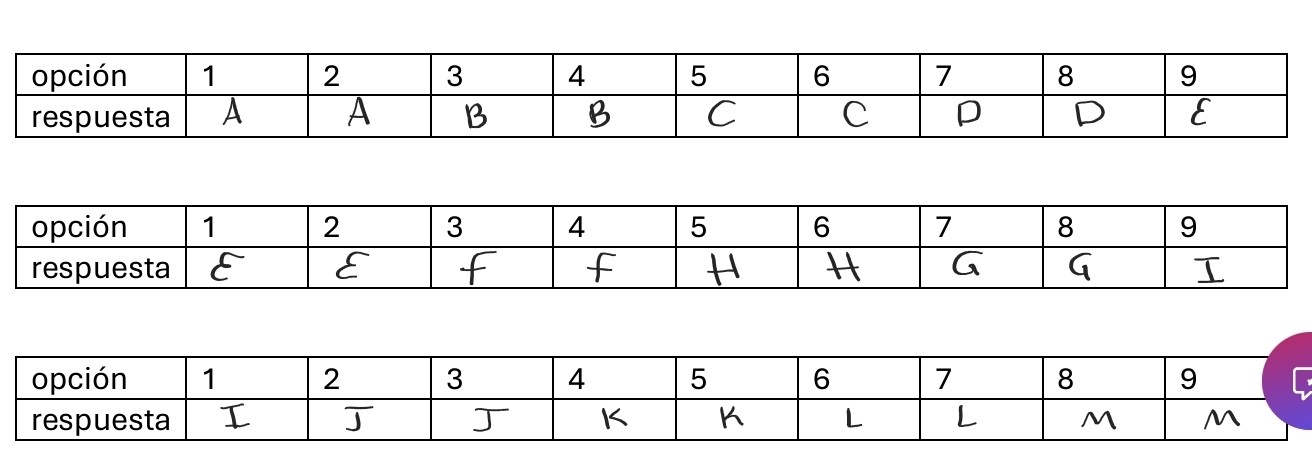 opción 1 2 3 4 5 6 7 8 9
respuesta A A B B C C D D E
opción 1 2 3 4 5 6 7 8 9
respuesta E E F F H H G G I
opción 1 2 3 4 5 6 7 8 9
respuesta I J J K K L L M M